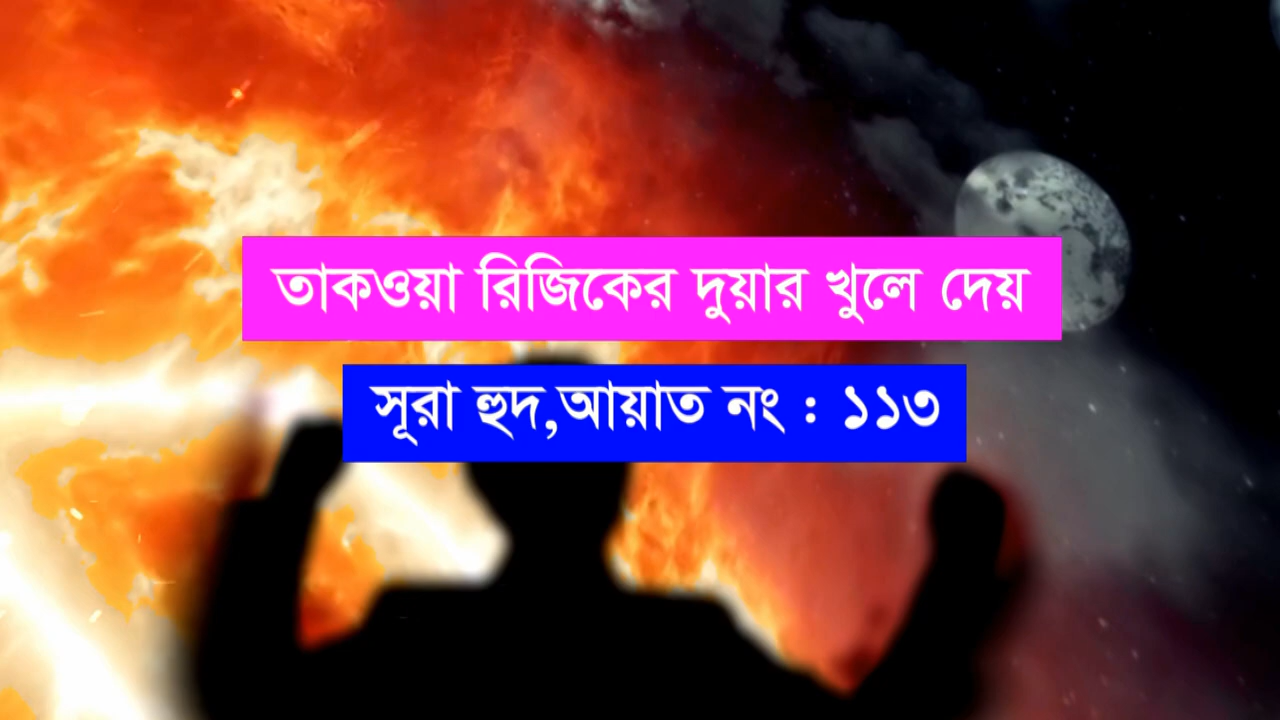 তাকওয়া রিজিকের দুয়ার খুলে দেয়
সূরা হুদ,আয়াত নং : ১১৩